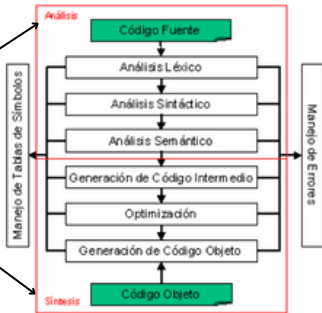 Análisis
Código Fuente
Análisis Léxico
Análisis Sintáctico
Análisis Semántico
Generación de Código Intermedio
Optimización
Generación de Código Objeto
Código Objeto
Síntesis
Manejo de Tablas de Símbolos
Manejo de Errores